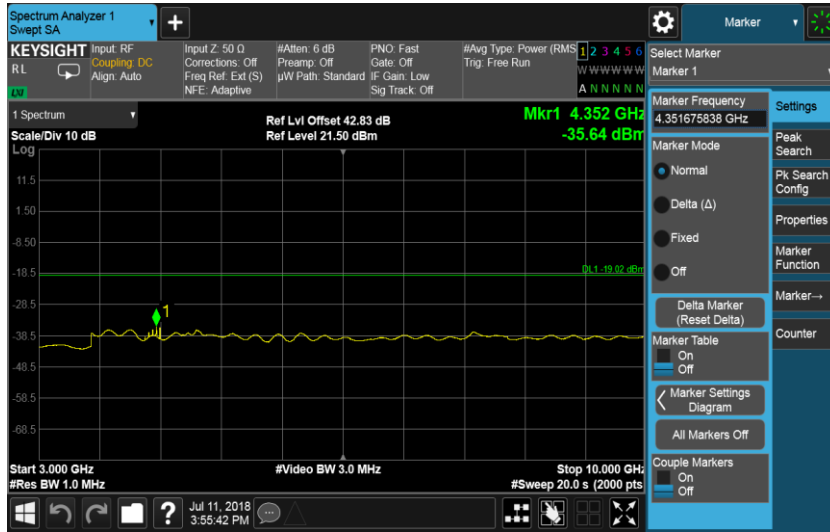 Spectrum Analyzer 1
Swept SA
Marker
KEYSIGHT
RL
LXI
Input: RF
Coupling: DC
Align: Auto
Input Z: 50 Ω
Corrections: Off
Freq Ref: Ext (S)
NFE: Adaptive
#Atten: 6 dB
Preamp: Off
µW Path: Standard
PNO: Fast
Gate: Off
IF Gain: Low
Sig Track: Off
#Avg Type: Power (RMS
Trig: Free Run
1 2 3 4 5 6
W W W W W W
A N N N N N
Select Marker
Marker 1
1 Spectrum
Scale/Div 10 dB
Log
Ref Lvl Offset 42.83 dB
Ref Level 21.50 dBm
Mkr1 4.352 GHz
-35.64 dBm
11.5
1.50
-8.50
-18.5
-28.5
-38.5
-48.5
-58.5
-68.5
DL1 -19.02 dBm
1
Start 3.000 GHz
#Res BW 1.0 MHz
#Video BW 3.0 MHz
Stop 10.000 GHz
#Sweep 20.0 s (2000 pts
Marker Frequency
4.351675838 GHz
Marker Mode
Normal
Delta (Δ)
Fixed
Off
Delta Marker
(Reset Delta)
Marker Table
On
Off
Marker Settings
Diagram
All Markers Off
Couple Markers
On
Off
Settings
Peak
Search
Pk Search
Config
Properties
Marker
Function
Marker→
Counter
?
Jul 11, 2018
3:55:42 PM